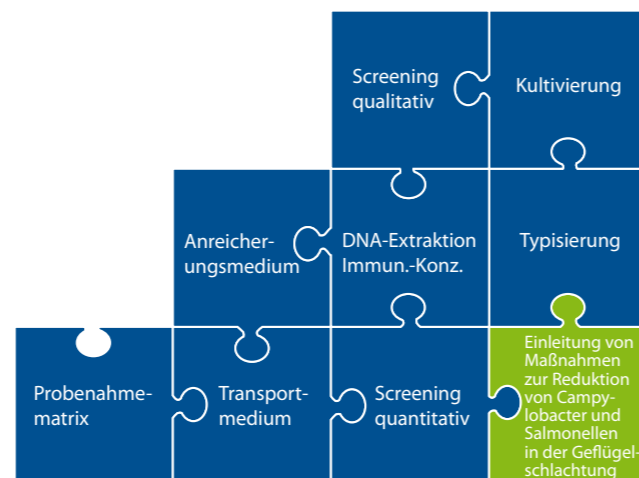 Screening
qualitativ
Kultivierung
Anreicher-
ungsmedium
DNA-Extraktion
Immun.-Konz.
Typisierung
Probenahme-
matrix
Transport-
medium
Screening
quantitativ
Einleitung von
Maßnahmen
zur Reduktion
von Campy-
lobacter und
Salmonellen
in der Geflügel-
schlachtung